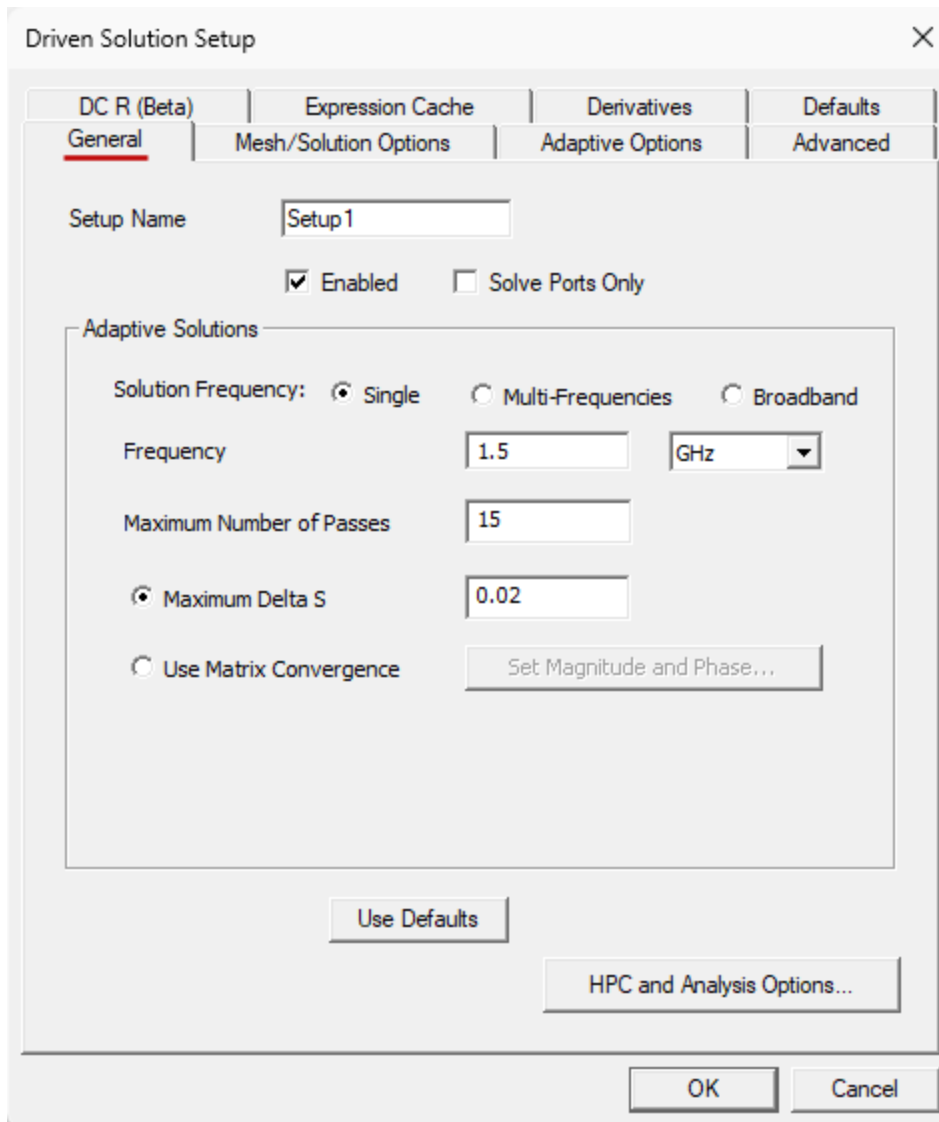 Driven Solution Setup
DC R (Beta) Expression Cache Derivatives Defaults
General Mesh/Solution Options Adaptive Options Advanced
Setup Name Setup1
Enabled Solve Ports Only
Adaptive Solutions
Solution Frequency: Single Multi-Frequencies Broadband
Frequency 1.5 GHz
Maximum Number of Passes 15
Maximum Delta S 0.02
Use Matrix Convergence Set Magnitude and Phase...
Use Defaults
HPC and Analysis Options...
OK Cancel